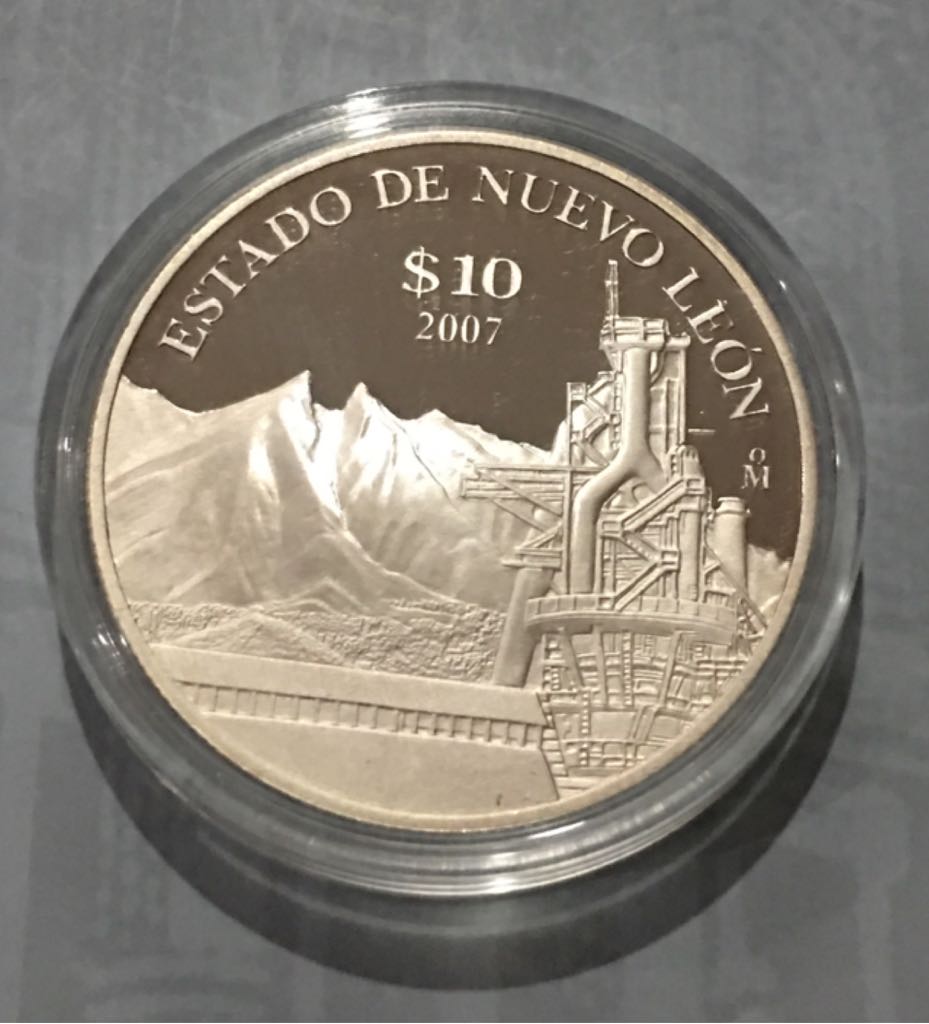 ESTADO DE NUEVO LEÓN
$10
2007
o
M